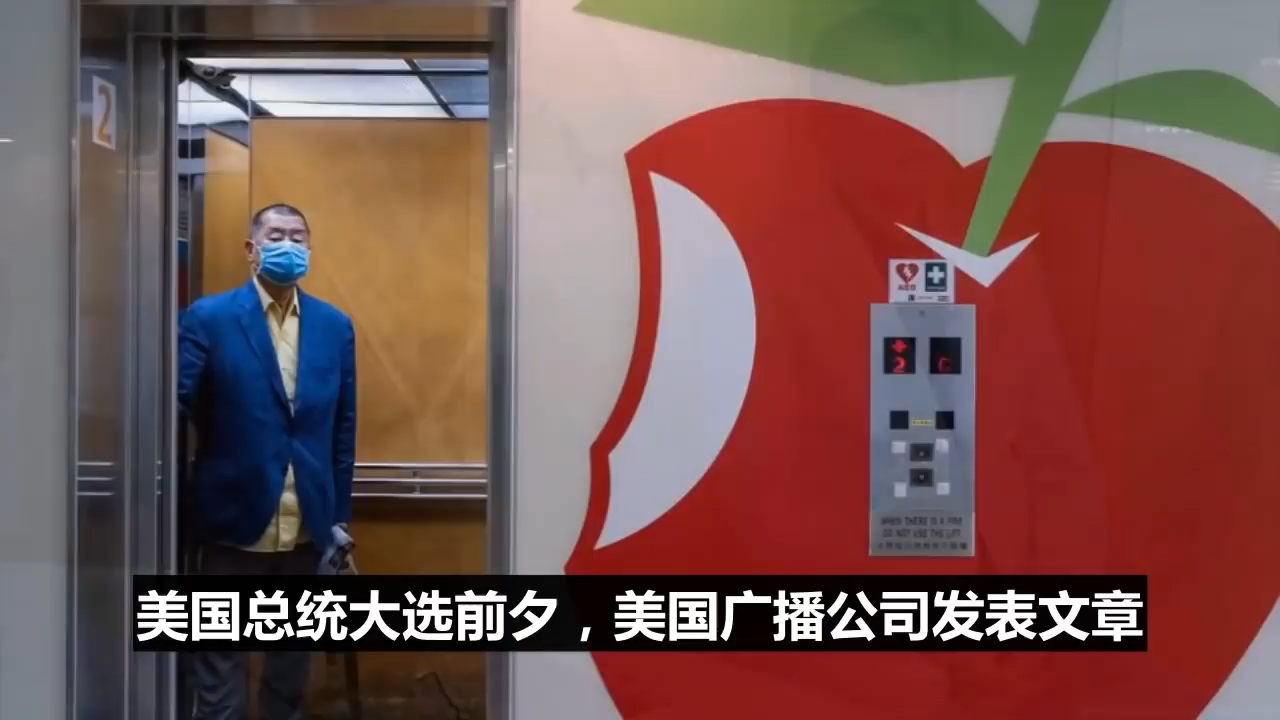 2
AED
2
WHEN THERE IS A FIRE
DO NOT USE THE LIFT
美国总统大选前夕，美国广播公司发表文章